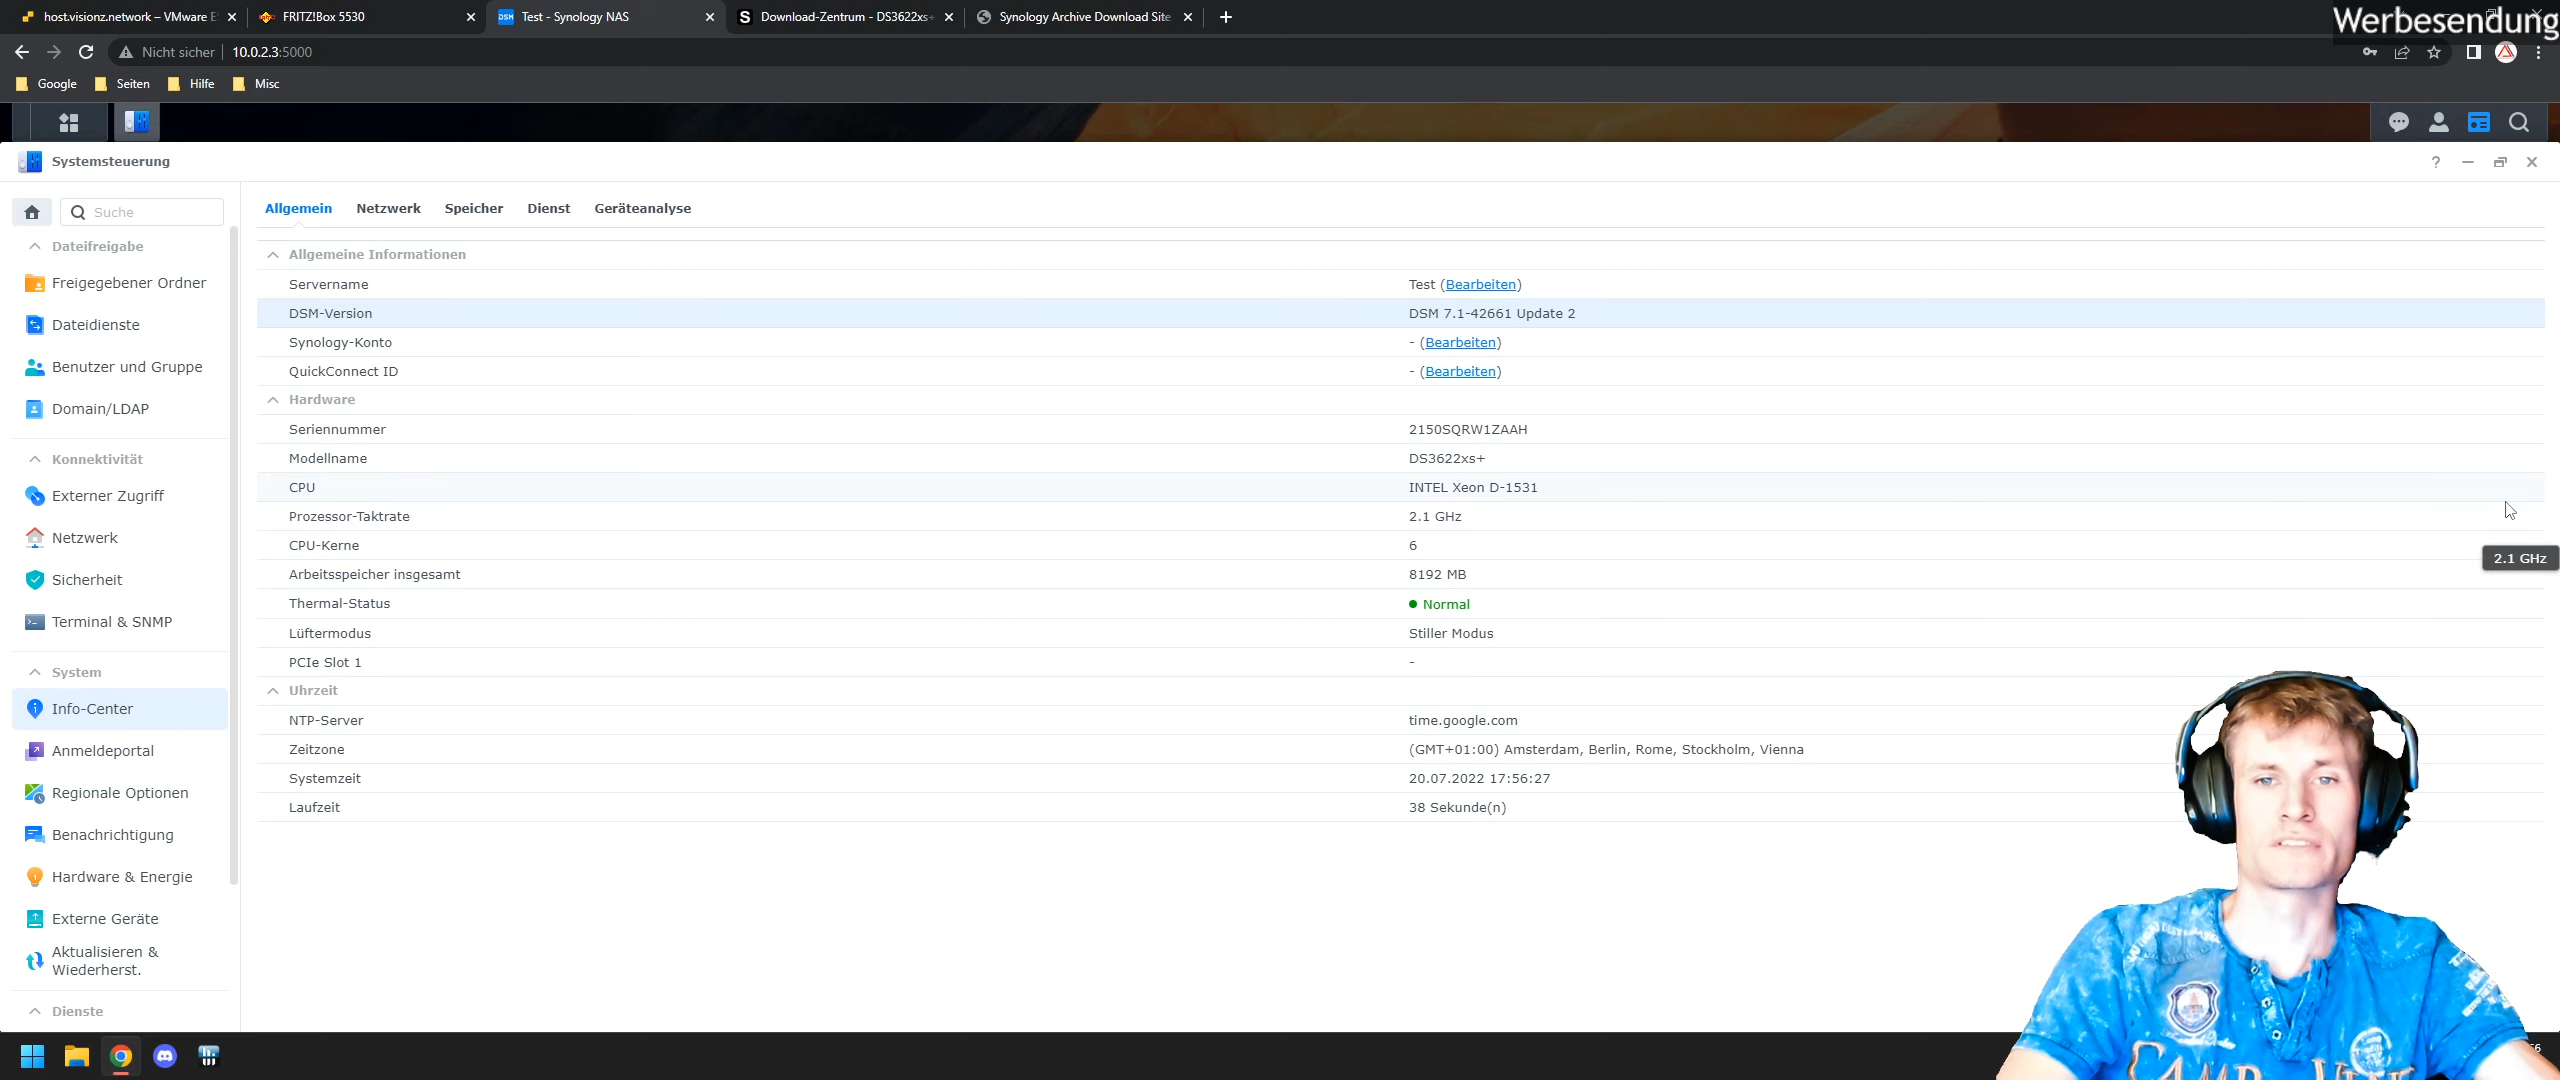 host.visionz.network – VMware E
FRITZ!Box 5530
DSM
Test - Synology NAS
Download-Zentrum - DS3622xs+
Synology Archive Download Site
Werbesendung
Nicht sicher
10.0.2.3:5000
Google
Seiten
Hilfe
Misc
Systemsteuerung
Suche
Allgemein
Netzwerk
Speicher
Dienst
Geräteanalyse
Dateifreigabe
Freigegebener Ordner
Dateidienste
Benutzer und Gruppe
Domain/LDAP
Konnektivität
Externer Zugriff
Netzwerk
Sicherheit
Terminal & SNMP
System
Info-Center
Anmeldeportal
Regionale Optionen
Benachrichtigung
Hardware & Energie
Externe Geräte
Aktualisieren &
Wiederherst.
Dienste
Allgemeine Informationen
Servername Test (Bearbeiten)
DSM-Version DSM 7.1-42661 Update 2
Synology-Konto - (Bearbeiten)
QuickConnect ID - (Bearbeiten)
Hardware
Seriennummer 2150SQRW1ZAAH
Modellname DS3622xs+
CPU INTEL Xeon D-1531
Prozessor-Taktrate 2.1 GHz
CPU-Kerne 6
2.1 GHz
Arbeitsspeicher insgesamt 8192 MB
Thermal-Status Normal
Lüftermodus Stiller Modus
PCIe Slot 1 -
Uhrzeit
NTP-Server time.google.com
Zeitzone (GMT+01:00) Amsterdam, Berlin, Rome, Stockholm, Vienna
Systemzeit 20.07.2022 17:56:27
Laufzeit 38 Sekunde(n)